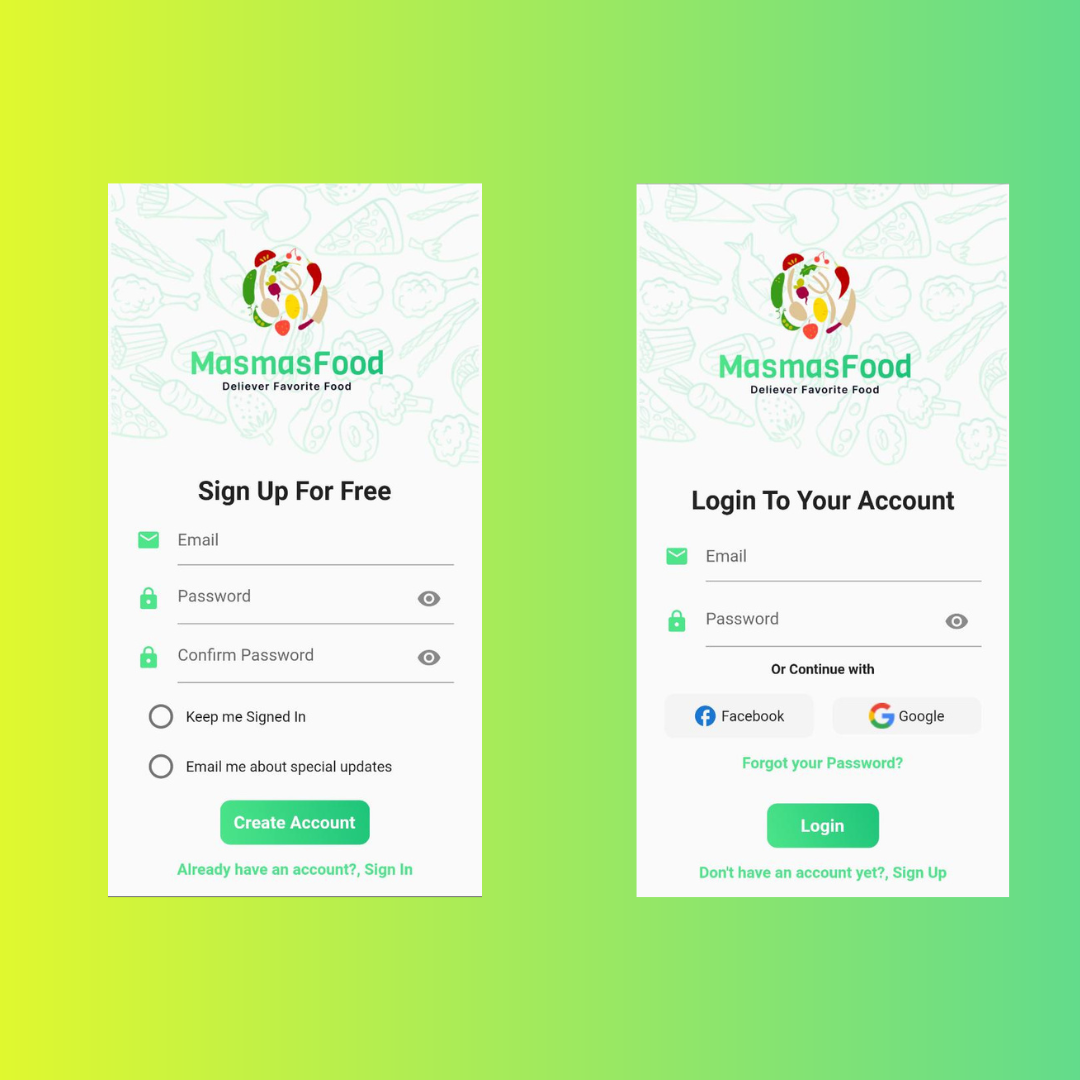 MasmasFood
Deliever Favorite Food
Sign Up For Free
Email
Password
Confirm Password
Keep me Signed In
Email me about special updates
Create Account
Already have an account?, Sign In
MasmasFood
Deliever Favorite Food
Login To Your Account
Email
Password
Or Continue with
Facebook
Google
Forgot your Password?
Login
Don't have an account yet?, Sign Up